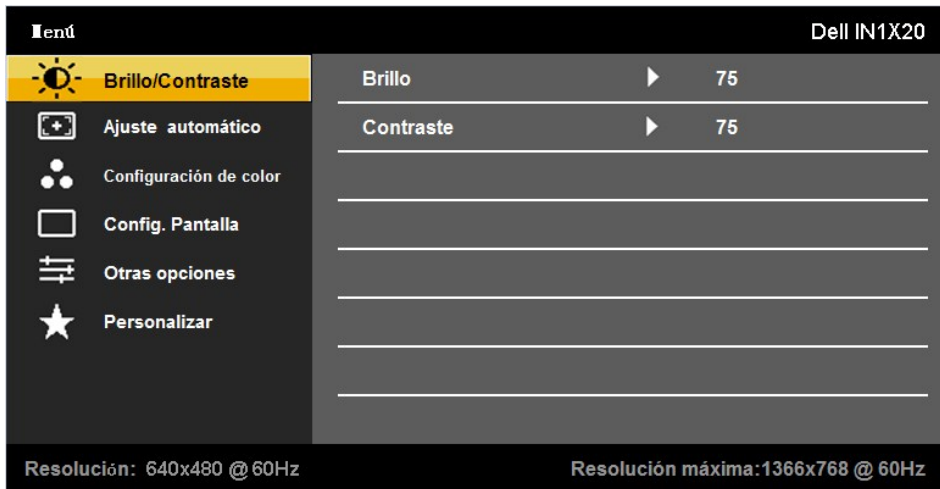 Menú Dell IN1X20
Brillo/Contraste Brillo 75
Ajuste automático Contraste 75
Configuración de color
Config. Pantalla
Otras opciones
Personalizar
Resolución: 640x480 @ 60Hz Resolución máxima:1366x768 @ 60Hz